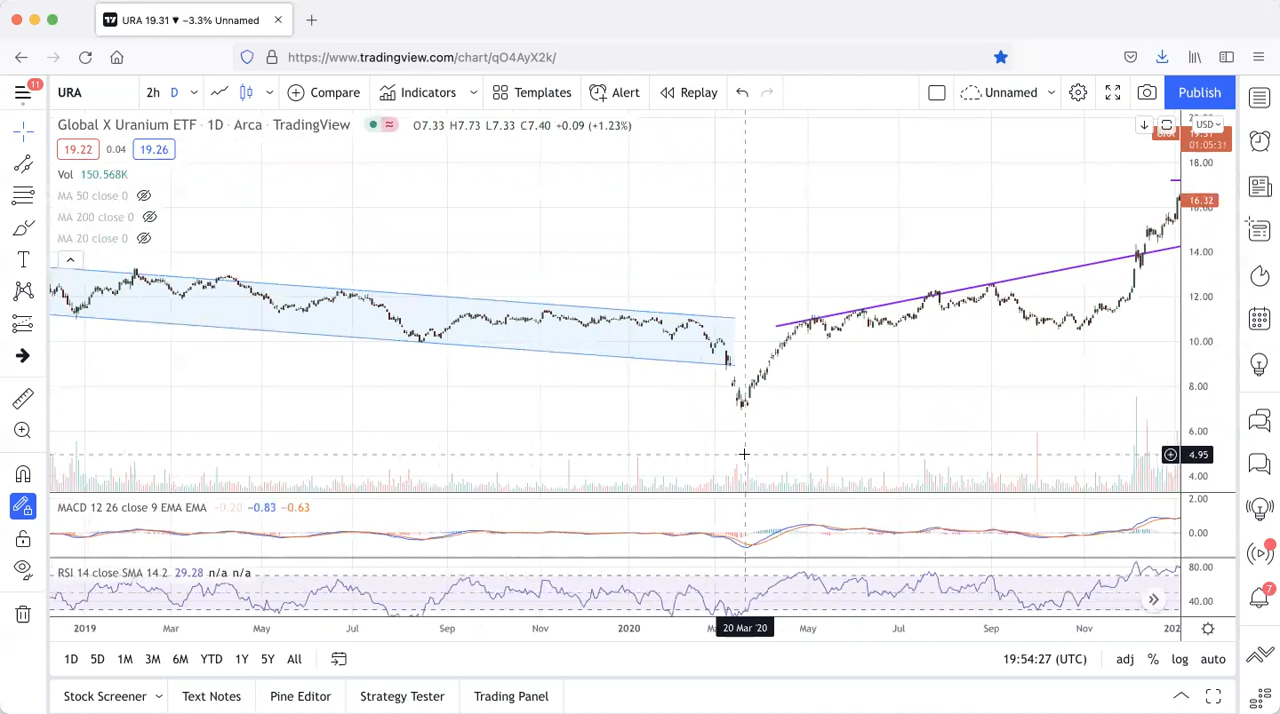 URA 19.31 ▼ −3.3% Unnamed
https://www.tradingview.com/chart/qO4AyX2k/
11
URA 2h D Compare Indicators Templates Alert Replay Unnamed Publish
Global X Uranium ETF · 1D · Arca · TradingView O7.33 H7.73 L7.33 C7.40 +0.09 (+1.23%) USD
19.31
01:05:31
19.22 0.04 19.26
18.00
Vol 150.568K
MA 50 close 0
16.32
16.00
MA 200 close 0
MA 20 close 0
14.00
12.00
10.00
8.00
6.00
4.95
4.00
MACD 12 26 close 9 EMA EMA −0.20 −0.83 −0.63
2.00
0.00
RSI 14 close SMA 14 2 29.28 n/a n/a
80.00
40.00
7
2019 Mar May Jul Sep Nov 2020 20 Mar '20 May Jul Sep Nov 202
1D 5D 1M 3M 6M YTD 1Y 5Y All 19:54:27 (UTC) adj % log auto
Stock Screener Text Notes Pine Editor Strategy Tester Trading Panel